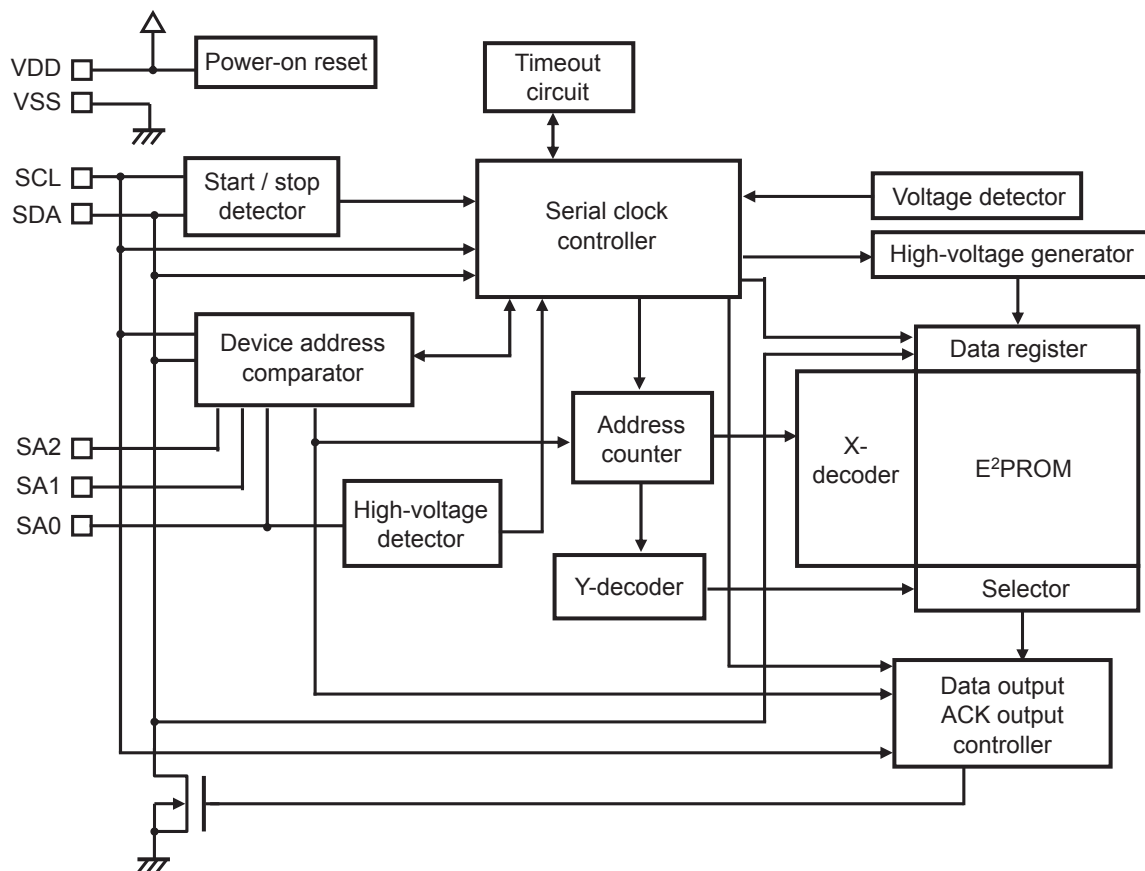 VDD
Power-on reset
VSS
Timeout
circuit
SCL
SDA
Start / stop
detector
Serial clock
controller
Voltage detector
High-voltage generator
Device address
comparator
Data register
SA2
SA1
SA0
Address
counter
X-
decoder
E²PROM
High-voltage
detector
Y-decoder
Selector
Data output
ACK output
controller